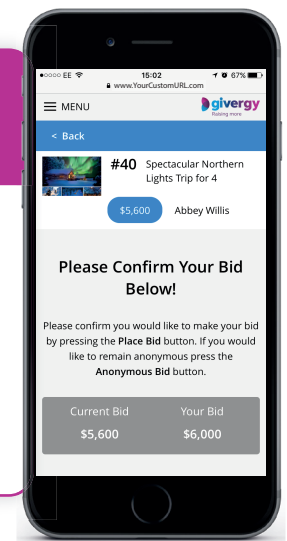 EE 15:02 67%
www.YourCustomURL.com
MENU
givergy
Raising more
< Back
#40 Spectacular Northern
Lights Trip for 4
$5,600 Abbey Willis
Please Confirm Your Bid
Below!
Please confirm you would like to make your bid
by pressing the Place Bid button. If you would
like to remain anonymous press the
Anonymous Bid button.
Current Bid Your Bid
$5,600 $6,000